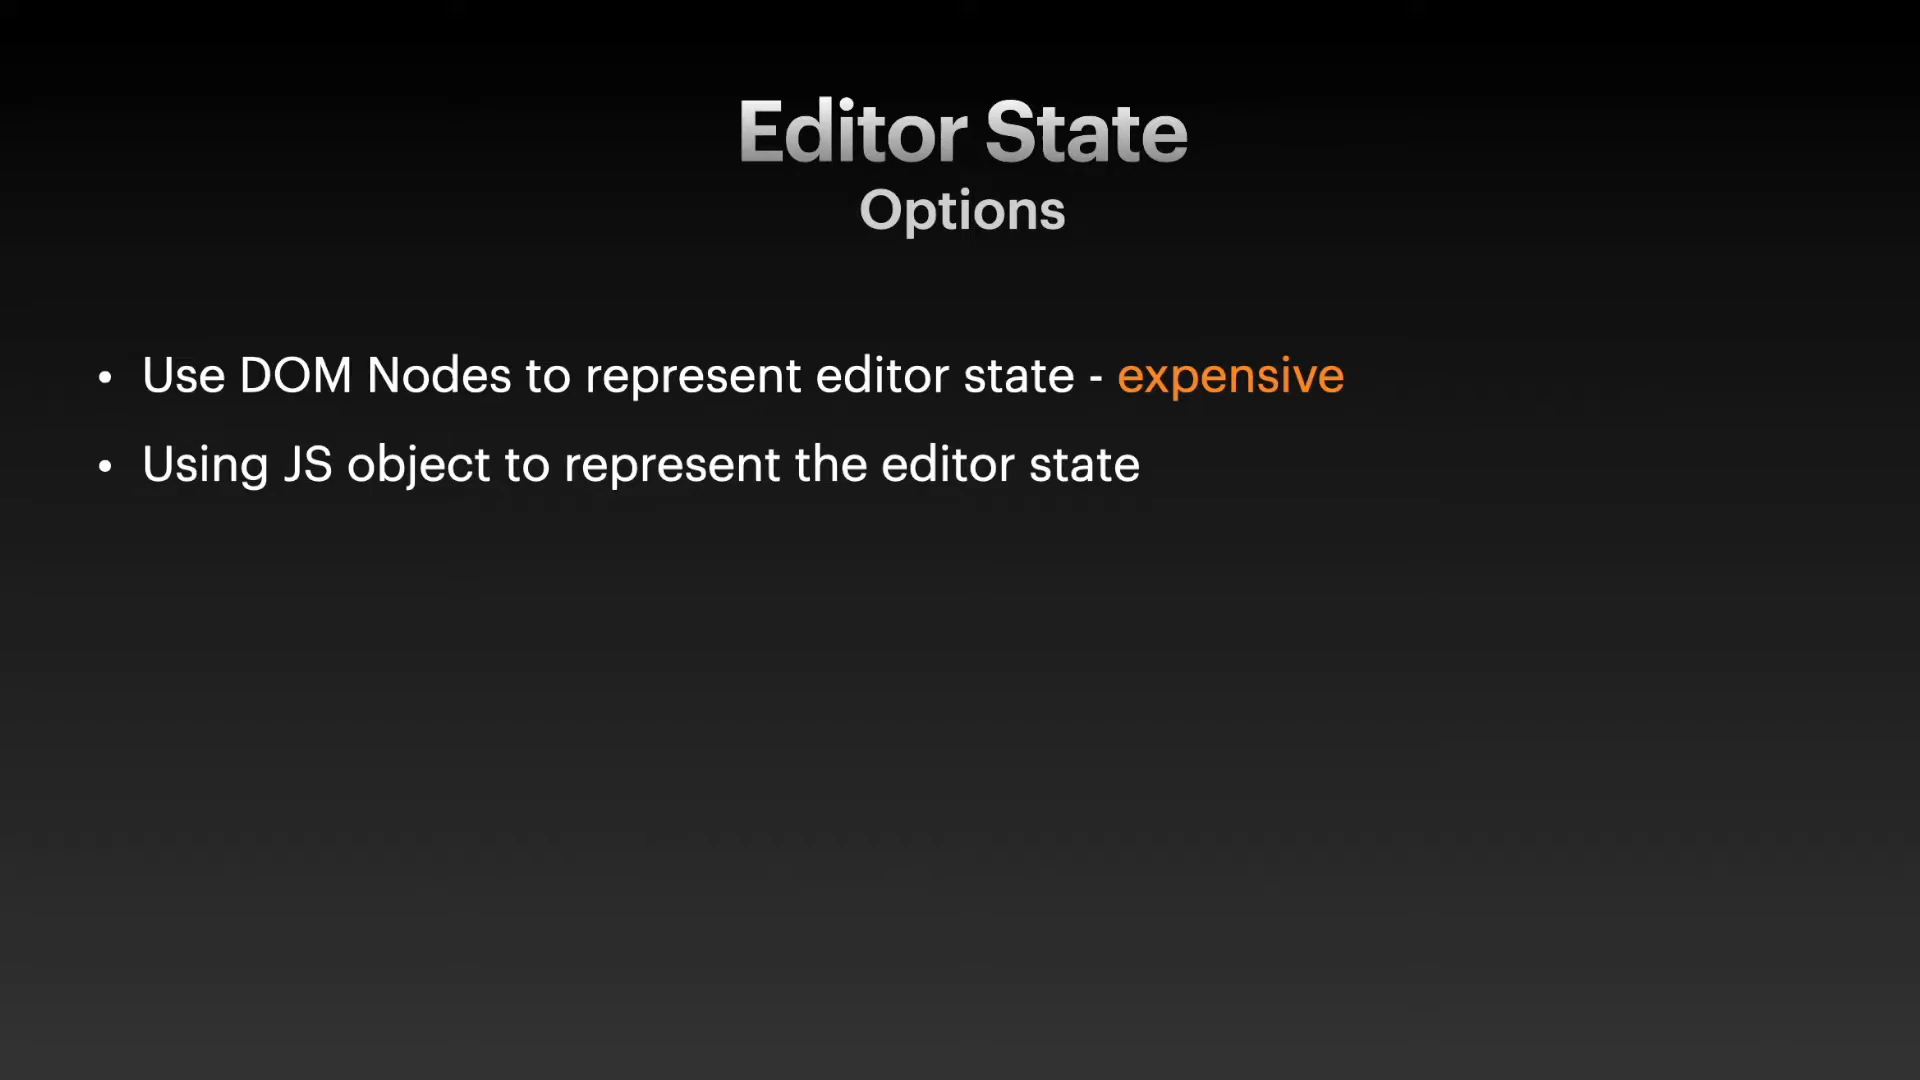 Editor State
Options
• Use DOM Nodes to represent editor state - expensive
• Using JS object to represent the editor state